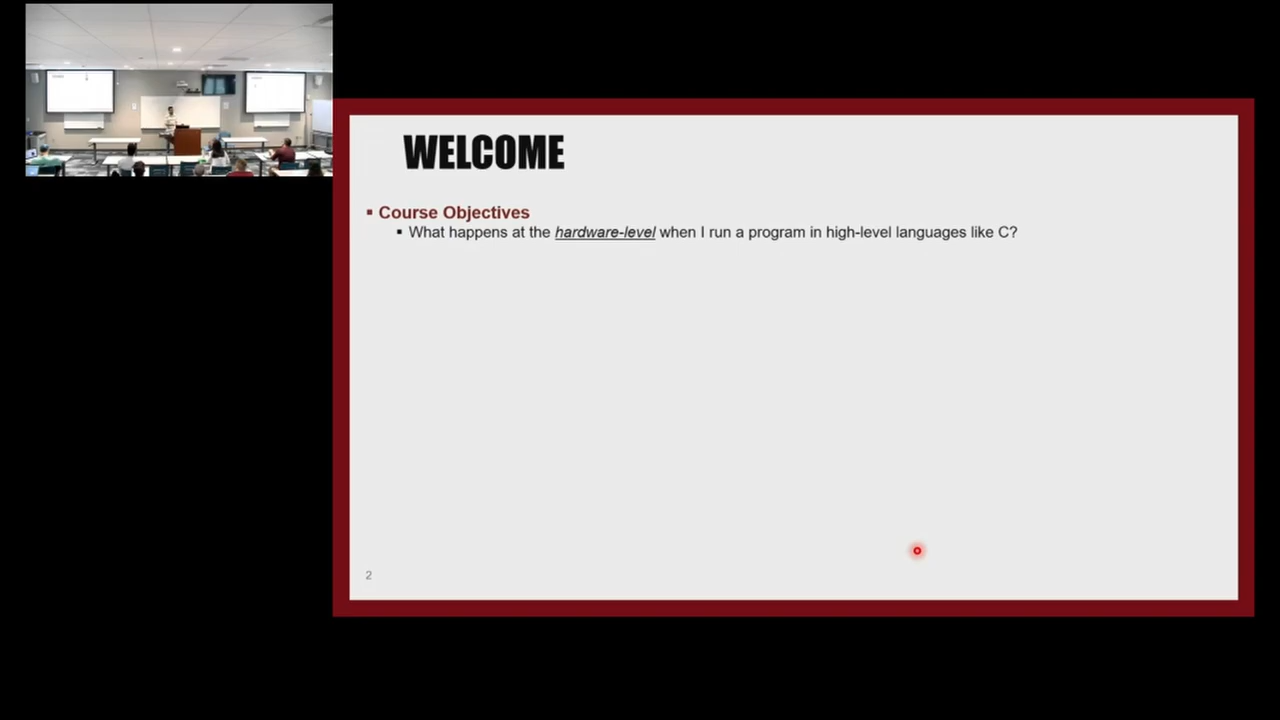 WELCOME
▪ Course Objectives
▪ What happens at the hardware-level when I run a program in high-level languages like C?
2